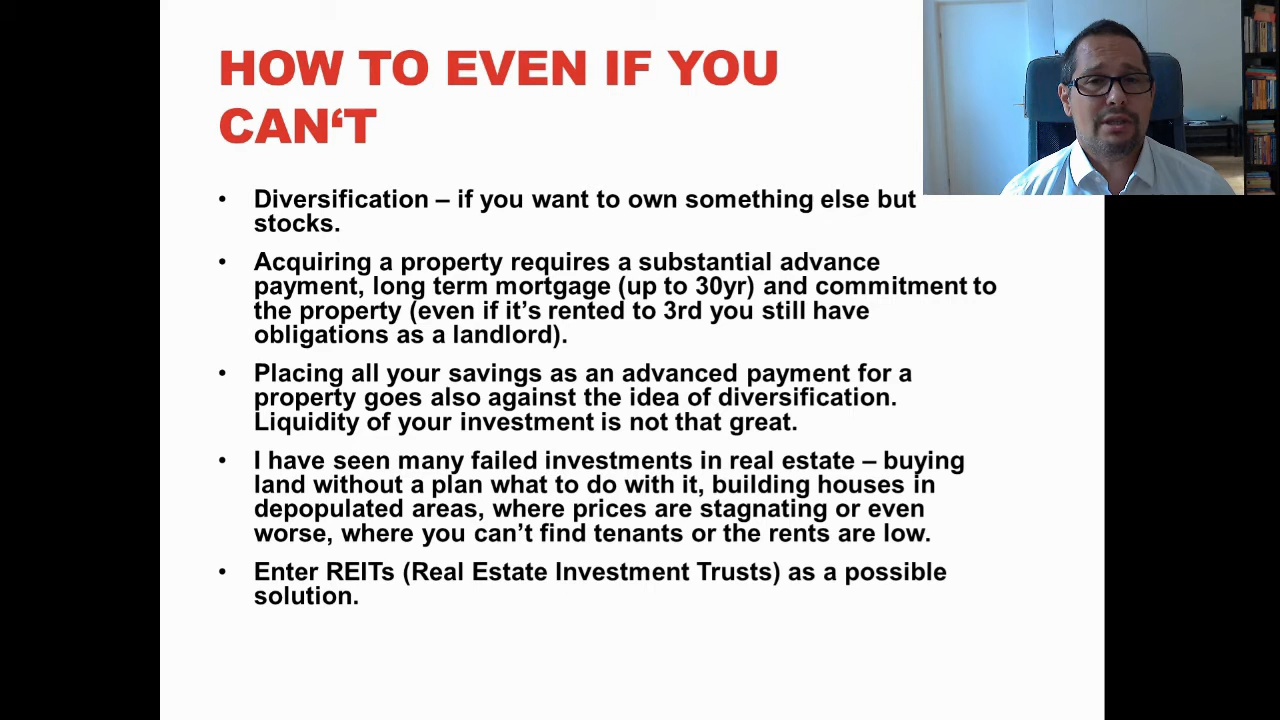 HOW TO EVEN IF YOU
CAN‘T
• Diversification – if you want to own something else but
stocks.
• Acquiring a property requires a substantial advance
payment, long term mortgage (up to 30yr) and commitment to
the property (even if it’s rented to 3rd you still have
obligations as a landlord).
• Placing all your savings as an advanced payment for a
property goes also against the idea of diversification.
Liquidity of your investment is not that great.
• I have seen many failed investments in real estate – buying
land without a plan what to do with it, building houses in
depopulated areas, where prices are stagnating or even
worse, where you can’t find tenants or the rents are low.
• Enter REITs (Real Estate Investment Trusts) as a possible
solution.